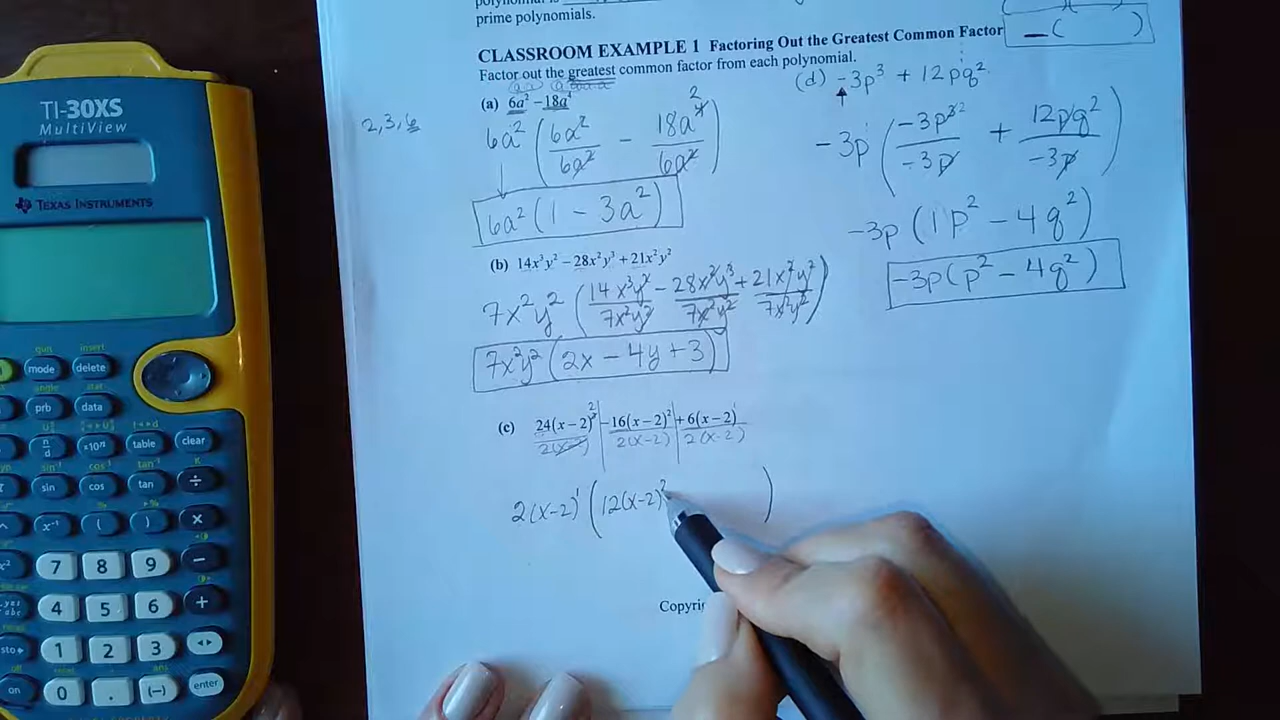 prime polynomials.
CLASSROOM EXAMPLE 1 Factoring Out the Greatest Common Factor
_( )
Factor out the greatest common factor from each polynomial.
(a) 6a² −18a⁴
2,3,6
6a² (6a²/6a² − 18a⁴/6a²)
6a² (1 − 3a²)
(b) 14x³y² −28x²y³ +21x²y²
7x²y² (14x³y²/7x²y² − 28x²y³/7x²y² + 21x²y²/7x²y²)
7x²y² (2x − 4y + 3)
(c) 24(x−2)³ −16(x−2)² +6(x−2)
2(x-2) 2(x-2) 2(x-2)
2(x-2)¹ (12(x-2)² )
(d) -3p³ + 12pq²
-3p (-3p³/-3p + 12pq²/-3p)
-3p (1p² − 4q²)
-3p(p² − 4q²)
TI-30XS
MultiView
TEXAS INSTRUMENTS
quit insert
mode delete
angle stat
prb data
table clear
sin cos tan
7 8 9
4 5 6
1 2 3
sto▸
on 0 . (−) enter